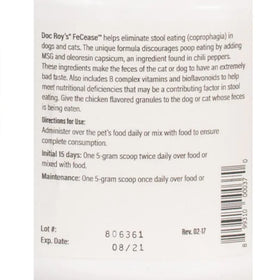 Doc Roy's® FeCease™ helps eliminate stool eating (coprophagia) in
dogs and cats. The unique formula discourages poop eating by adding
MSG and oleoresin capsicum, an ingredient found in chili peppers.
These ingredients make the feces of the cat or dog to have an extremely
bad taste. Also includes 8 complex vitamins and bioflavonoids to help
meet nutritional deficiencies that may be a contributing factor in stool
eating. Give the chicken flavored granules to the dog or cat whose feces
is being eaten.
Directions for Use:
Administer over the pet's food daily or mix with food to ensure
complete consumption.
Initial 15 days: One 5-gram scoop twice daily over food or
mixed with food.
Maintenance: One 5-gram scoop once daily over food or
Lot #: 806361
Exp. Date: 08/21
Rev. 02-17